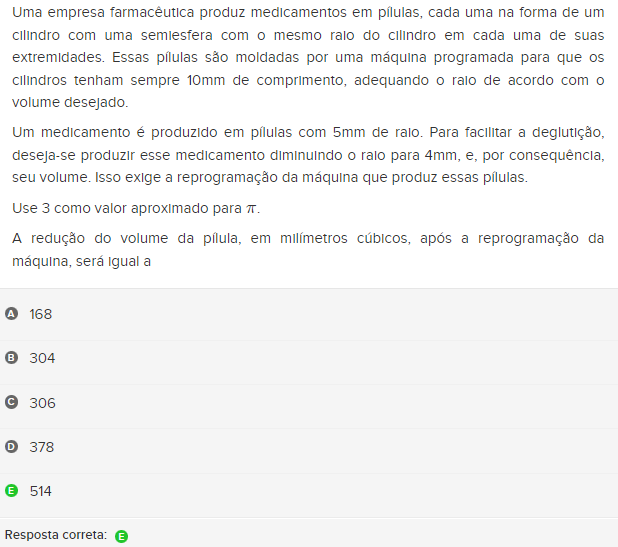 Uma empresa farmacêutica produz medicamentos em pílulas, cada uma na forma de um
cilindro com uma semiesfera com o mesmo raio do cilindro em cada uma de suas
extremidades. Essas pílulas são moldadas por uma máquina programada para que os
cilindros tenham sempre 10mm de comprimento, adequando o raio de acordo com o
volume desejado.
Um medicamento é produzido em pílulas com 5mm de raio. Para facilitar a deglutição,
deseja-se produzir esse medicamento diminuindo o raio para 4mm, e, por consequência,
seu volume. Isso exige a reprogramação da máquina que produz essas pílulas.
Use 3 como valor aproximado para π.
A redução do volume da pílula, em milímetros cúbicos, após a reprogramação da
máquina, será igual a
A 168
B 304
C 306
D 378
E 514
Resposta correta: E